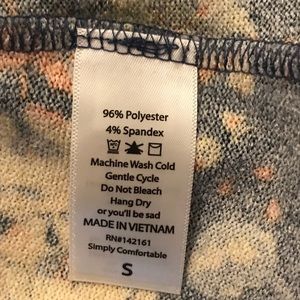 96% Polyester
4% Spandex
Machine Wash Cold
Gentle Cycle
Do Not Bleach
Hang Dry
or you'll be sad
MADE IN VIETNAM
RN#142161
Simply Comfortable
S